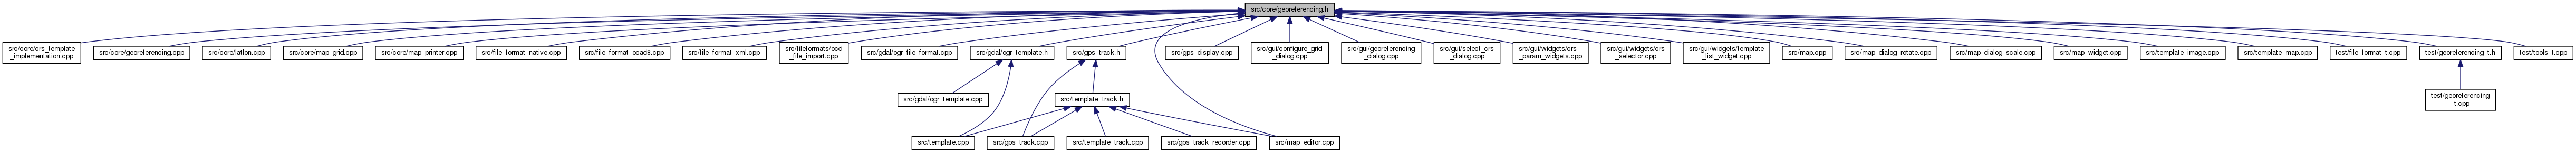 src/core/georeferencing.h
src/core/crs_template
_implementation.cpp
src/core/georeferencing.cpp
src/core/latlon.cpp
src/core/map_grid.cpp
src/core/map_printer.cpp
src/file_format_native.cpp
src/file_format_ocad8.cpp
src/file_format_xml.cpp
src/fileformats/ocd
_file_import.cpp
src/gdal/ogr_file_format.cpp
src/gdal/ogr_template.h
src/gps_track.h
src/gps_display.cpp
src/gui/configure_grid
_dialog.cpp
src/gui/georeferencing
_dialog.cpp
src/gui/select_crs
_dialog.cpp
src/gui/widgets/crs
_param_widgets.cpp
src/gui/widgets/crs
_selector.cpp
src/gui/widgets/template
_list_widget.cpp
src/map.cpp
src/map_dialog_rotate.cpp
src/map_dialog_scale.cpp
src/map_widget.cpp
src/template_image.cpp
src/template_map.cpp
test/file_format_t.cpp
test/georeferencing_t.h
test/tools_t.cpp
src/gdal/ogr_template.cpp
src/template_track.h
test/georeferencing
_t.cpp
src/template.cpp
src/gps_track.cpp
src/template_track.cpp
src/gps_track_recorder.cpp
src/map_editor.cpp